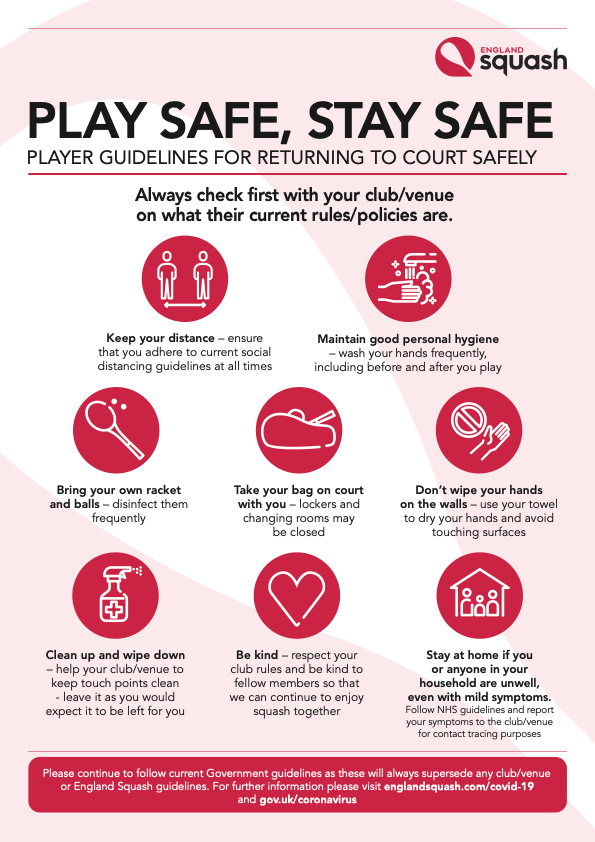 ENGLAND
squash
PLAY SAFE, STAY SAFE
PLAYER GUIDELINES FOR RETURNING TO COURT SAFELY
Always check first with your club/venue
on what their current rules/policies are.
Keep your distance – ensure
that you adhere to current social
distancing guidelines at all times
Maintain good personal hygiene
– wash your hands frequently,
including before and after you play
Bring your own racket
and balls – disinfect them
frequently
Take your bag on court
with you – lockers and
changing rooms may
be closed
Don't wipe your hands
on the walls – use your towel
to dry your hands and avoid
touching surfaces
Clean up and wipe down
– help your club/venue to
keep touch points clean
- leave it as you would
expect it to be left for you
Be kind – respect your
club rules and be kind to
fellow members so that
we can continue to enjoy
squash together
Stay at home if you
or anyone in your
household are unwell,
even with mild symptoms.
Follow NHS guidelines and report
your symptoms to the club/venue
for contact tracing purposes
Please continue to follow current Government guidelines as these will always supersede any club/venue
or England Squash guidelines. For further information please visit englandsquash.com/covid-19
and gov.uk/coronavirus